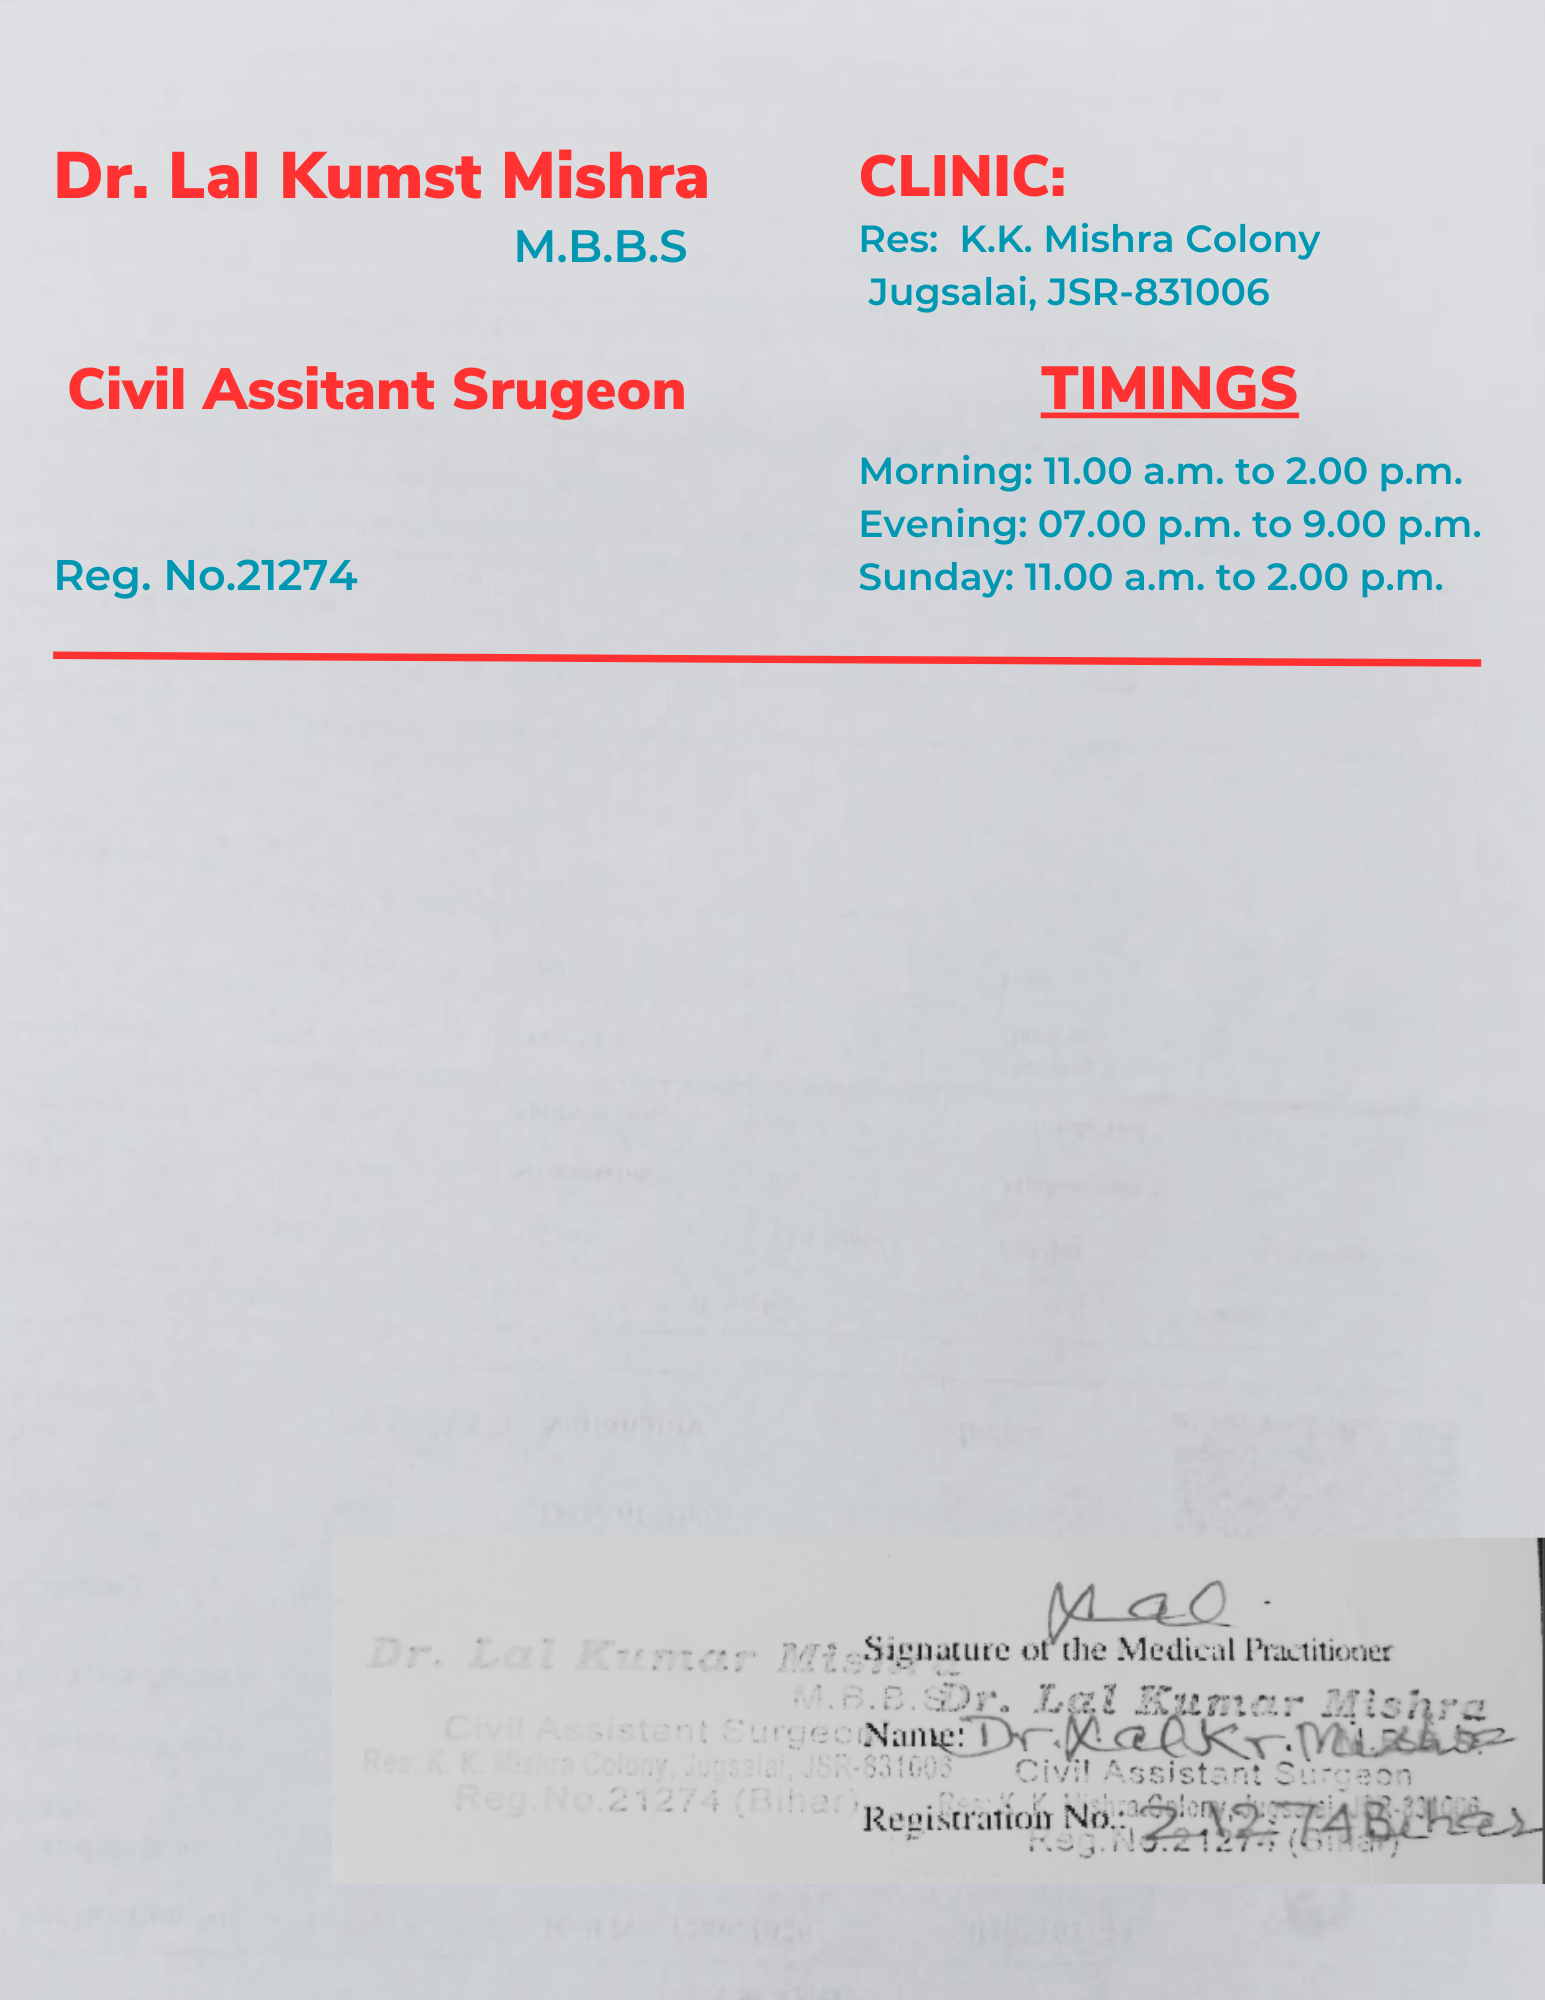 Dr. Lal Kumst Mishra
M.B.B.S
Civil Assitant Srugeon
Reg. No.21274
CLINIC:
Res: K.K. Mishra Colony
Jugsalai, JSR-831006
TIMINGS
Morning: 11.00 a.m. to 2.00 p.m.
Evening: 07.00 p.m. to 9.00 p.m.
Sunday: 11.00 a.m. to 2.00 p.m.
Dr. Lal Kumar Mishra
M.B.B.S
Civil Assistant Surgeon
Res: K. K. Mishra Colony, Jugsalai, JSR-831006
Reg.No.21274 (Bihar)
Lal
Signature of the Medical Practitioner
Dr. Lal Kumar Mishra
Name: Dr. Lal Kr. Mishra
Civil Assistant Surgeon
Res: K. K. Mishra Colony, Jugsalai, JSR-831006
Registration No.: 21274 Bihar
Reg.No.21274 (Bihar)